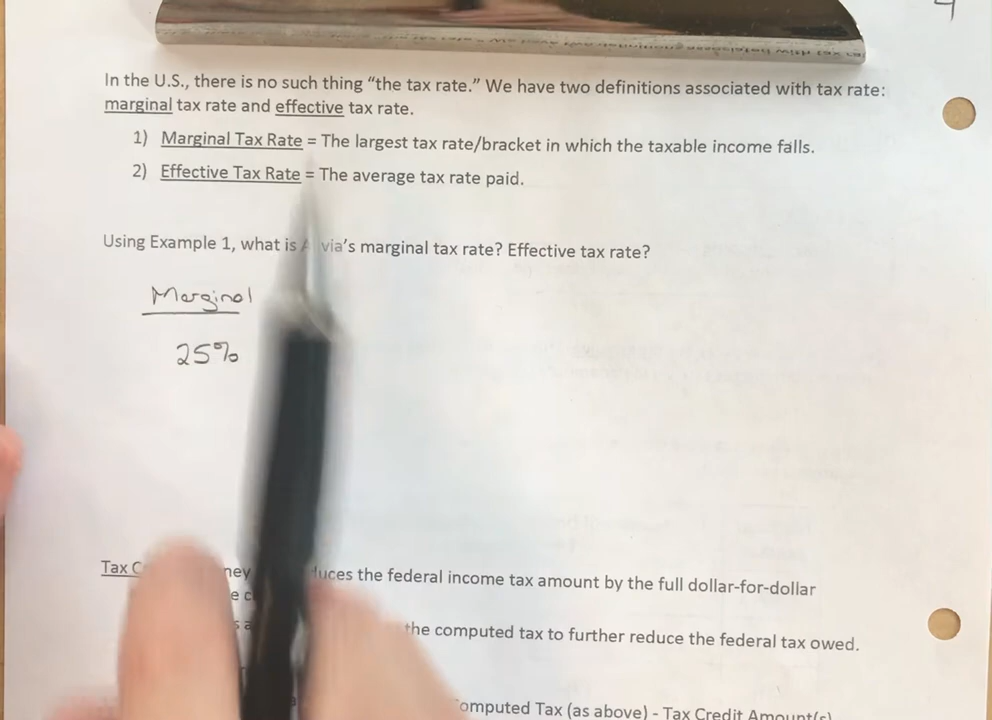 In the U.S., there is no such thing “the tax rate.” We have two definitions associated with tax rate:
marginal tax rate and effective tax rate.
1) Marginal Tax Rate = The largest tax rate/bracket in which the taxable income falls.
2) Effective Tax Rate = The average tax rate paid.
Using Example 1, what is via’s marginal tax rate? Effective tax rate?
Marginal
25%
Tax the federal income tax amount by the full dollar-for-dollar
the computed tax to further reduce the federal tax owed.
Tax (as above) - Tax Credit Amount(s)